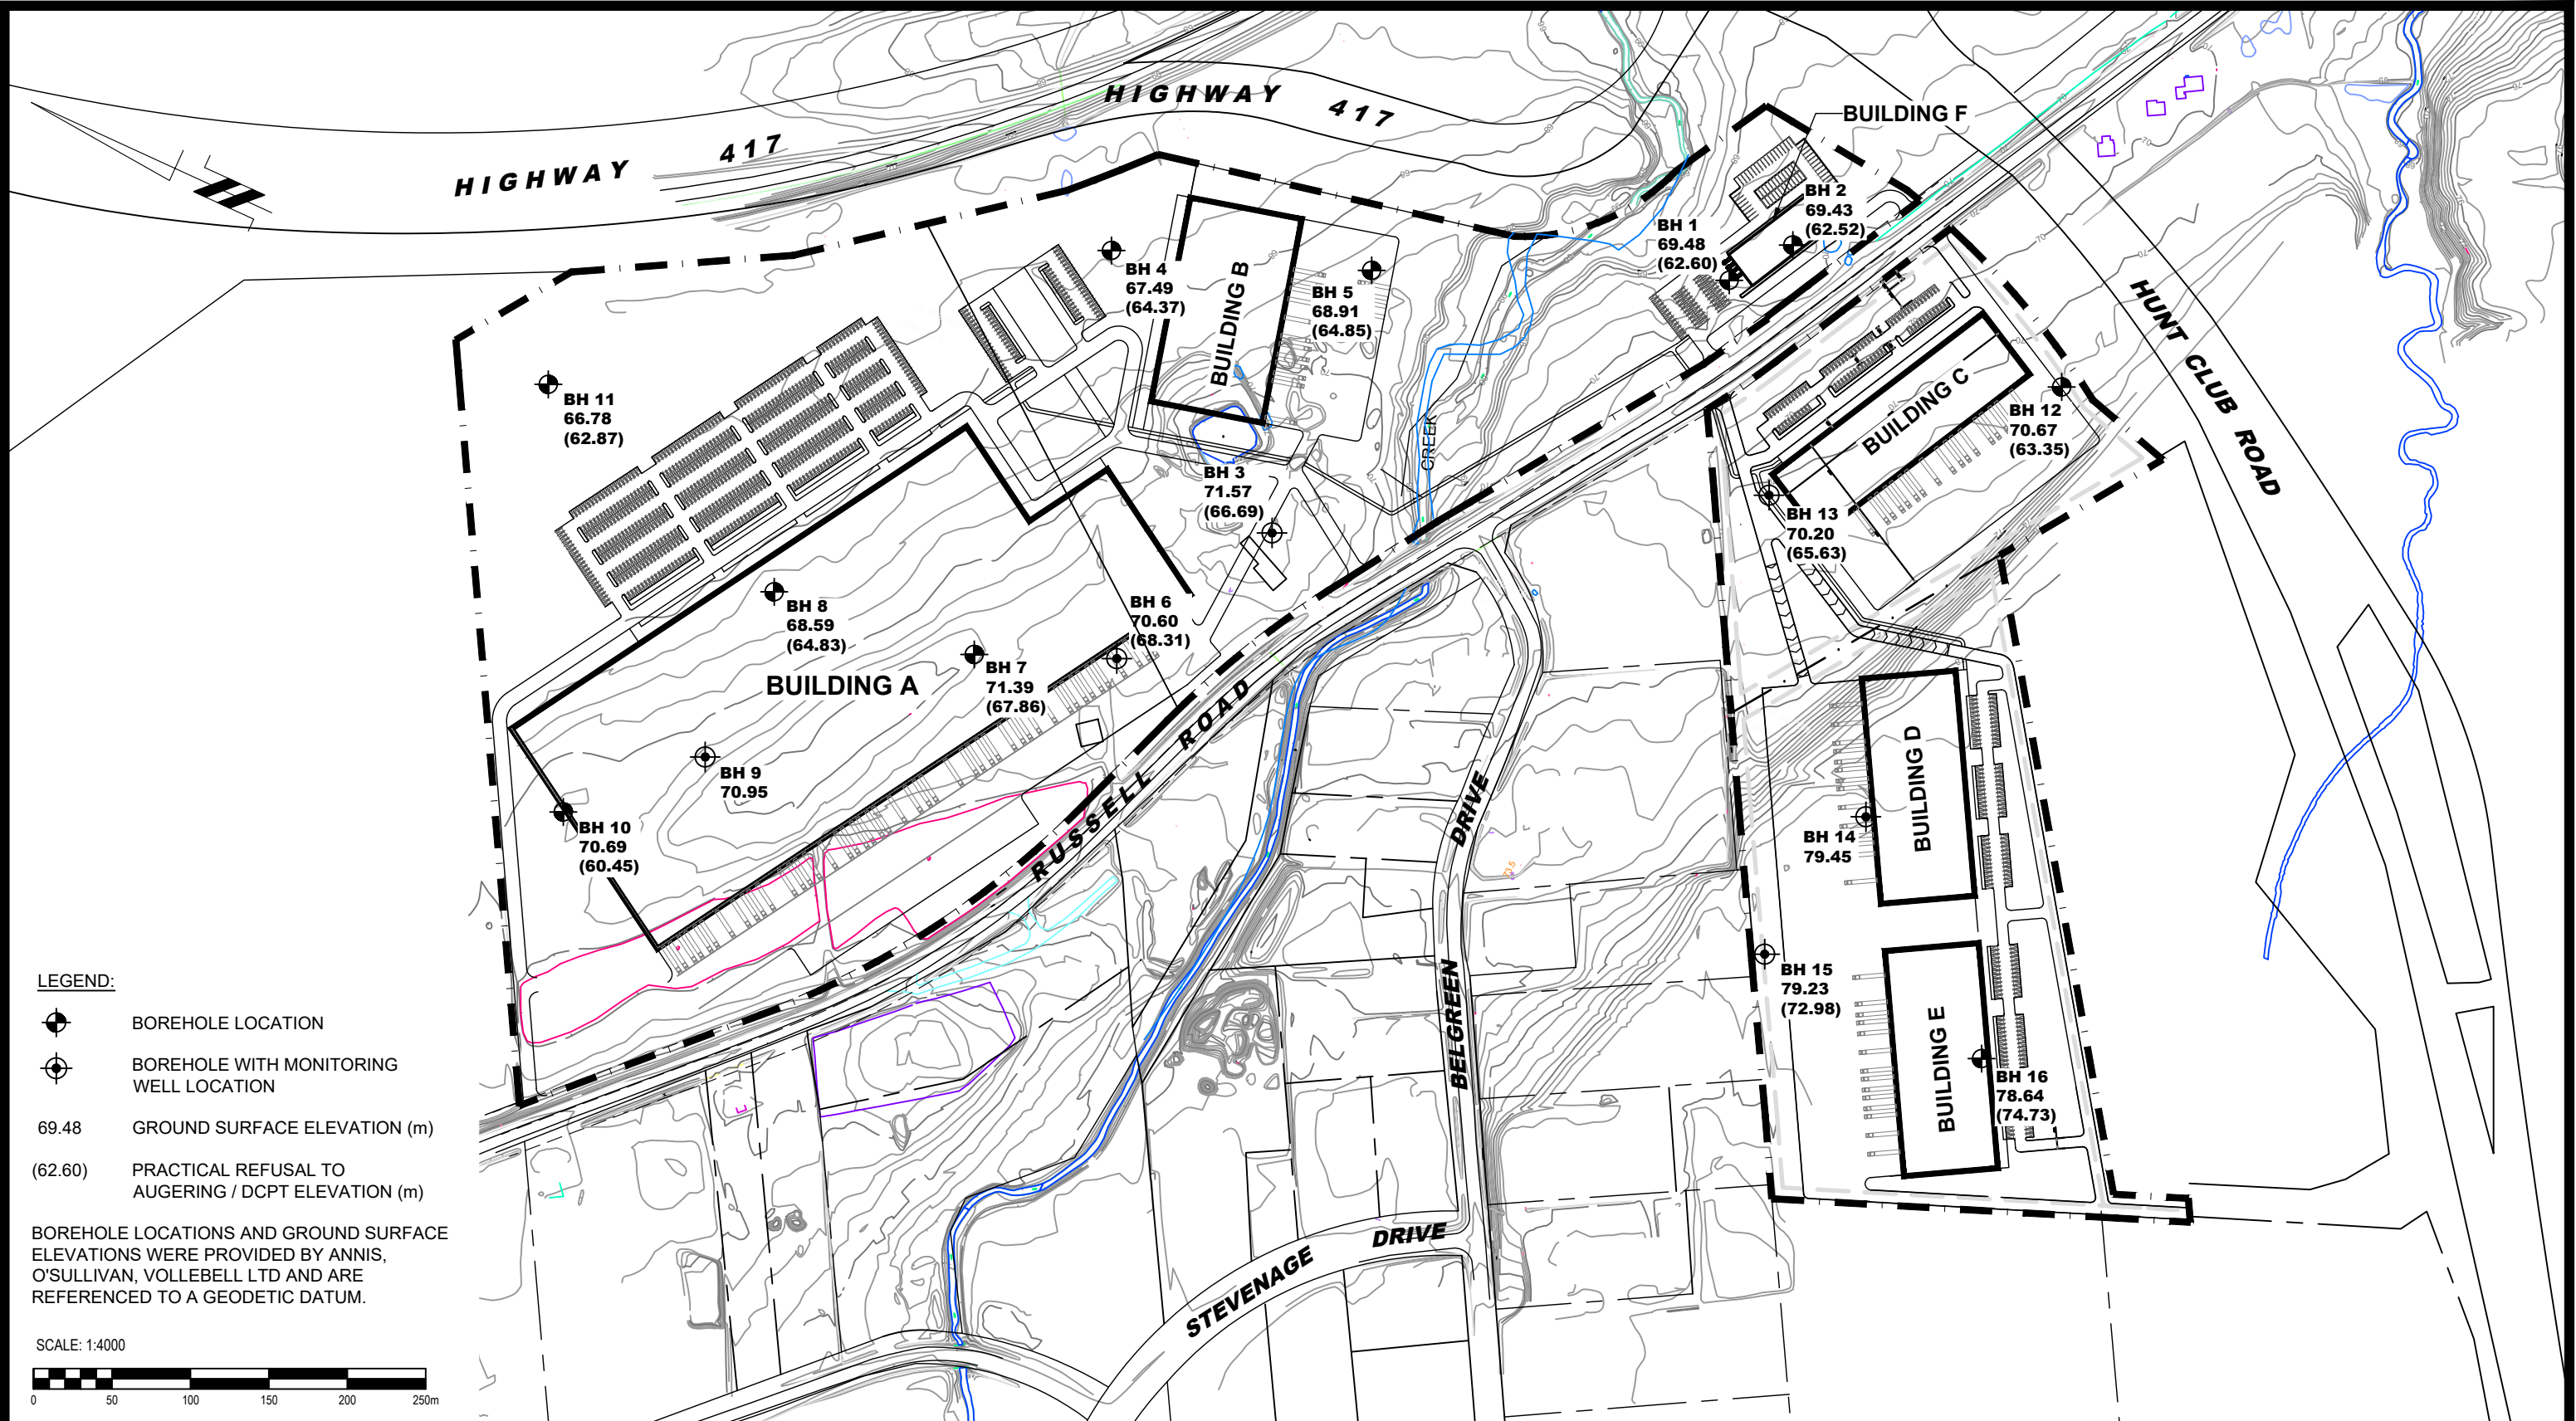 HIGHWAY 417
HIGHWAY 417
BUILDING F
BH 2
69.43
(62.52)
BH 1
69.48
(62.60)
BH 4
67.49
(64.37)
BUILDING B
BH 5
68.91
(64.85)
HUNT CLUB ROAD
BUILDING C
BH 12
70.67
(63.35)
BH 11
66.78
(62.87)
CREEK
BH 3
71.57
(66.69)
BH 13
70.20
(65.63)
BH 8
68.59
(64.83)
BH 6
70.60
(68.31)
BH 7
71.39
(67.86)
BUILDING A
BH 9
70.95
BH 10
70.69
(60.45)
RUSSELL ROAD
BELGREEN DRIVE
BUILDING D
BH 14
79.45
BH 15
79.23
(72.98)
BUILDING E
BH 16
78.64
(74.73)
STEVENAGE DRIVE
LEGEND:
BOREHOLE LOCATION
BOREHOLE WITH MONITORING
WELL LOCATION
69.48 GROUND SURFACE ELEVATION (m)
(62.60) PRACTICAL REFUSAL TO
AUGERING / DCPT ELEVATION (m)
BOREHOLE LOCATIONS AND GROUND SURFACE
ELEVATIONS WERE PROVIDED BY ANNIS,
O'SULLIVAN, VOLLEBELL LTD AND ARE
REFERENCED TO A GEODETIC DATUM.
SCALE: 1:4000
0 50 100 150 200 250m